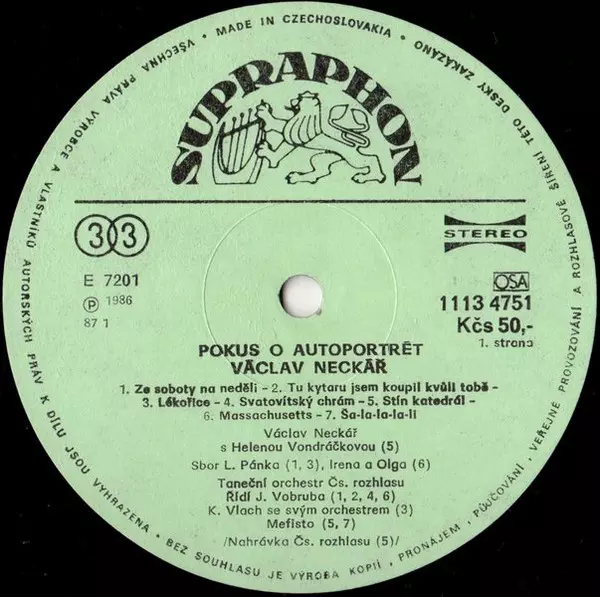 MADE IN CZECHOSLOVAKIA
VŠECHNA PRÁVA VÝROBCE A VLASTNÍKŮ AUTORSKÝCH PRÁV K DÍLU JSOU VYHRAZENA • BEZ SOUHLASU JE VÝROBA KOPIÍ, PRONÁJEM, PŮJČOVÁNÍ, VEŘEJNÉ PROVOZOVÁNÍ A ROZHLASOVÉ ŠÍŘENÍ TÉTO DESKY ZAKÁZÁNO
SUPRAPHON
33
STEREO
E 7201
Ⓟ 1986
87 1
OSA
1113 4751
Kčs 50,-
1. strana
POKUS O AUTOPORTRÉT
VÁCLAV NECKÁŘ
1. Ze soboty na neděli – 2. Tu kytaru jsem koupil kvůli tobě –
3. Lékořice – 4. Svatovítský chrám – 5. Stín katedrál –
6. Massachusetts – 7. Ša-la-la-la-li
Václav Neckář
s Helenou Vondráčkovou (5)
Sbor L. Pánka (1, 3), Irena a Olga (6)
Taneční orchestr Čs. rozhlasu
Řídí J. Vobruba (1, 2, 4, 6)
K. Vlach se svým orchestrem (3)
Mefisto (5, 7)
/Nahrávka Čs. rozhlasu (5)/